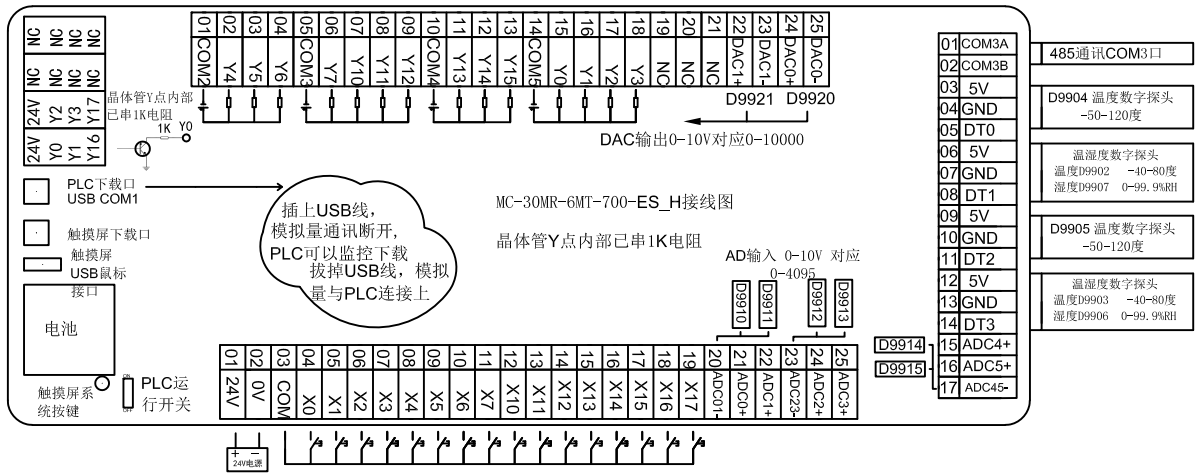 NC NC NC NC
NC NC NC NC
24V Y2 Y3 Y17
24V Y0 Y1 Y16
01 02 03 04 05 06 07 08 09 10 11 12 13 14 15 16 17 18 19 20 21 22 23 24 25
COM2 Y4 Y5 Y6 COM3 Y7 Y10 Y11 Y12 COM4 Y13 Y14 Y15 COM5 Y0 Y1 Y2 Y3 NC NC NC DAC1+ DAC1- DAC0+ DAC0-
晶体管Y点内部
已串1K电阻
1K Y0
D9921 D9920
DAC输出0-10V对应0-10000
PLC下载口
USB COM1
触摸屏下载口
触摸屏
USB鼠标
接口
电池
触摸屏系
统按键
ON
OFF
PLC运
行开关
插上USB线，
模拟量通讯断开，
PLC可以监控下载
拔掉USB线，模拟
量与PLC连接上
MC-30MR-6MT-700-ES_H接线图
晶体管Y点内部已串1K电阻
AD输入 0-10V 对应
0-4095
D9910 D9911 D9912 D9913
01 02 03 04 05 06 07 08 09 10 11 12 13 14 15 16 17 18 19 20 21 22 23 24 25
24V 0V COM X0 X1 X2 X3 X4 X5 X6 X7 X10 X11 X12 X13 X14 X15 X16 X17 ADC01- ADC0+ ADC1+ ADC23- ADC2+ ADC3+
+ −
24V电源
01 COM3A
02 COM3B
03 5V
04 GND
05 DT0
06 5V
07 GND
08 DT1
09 5V
10 GND
11 DT2
12 5V
13 GND
14 DT3
D9914 15 ADC4+
D9915 16 ADC5+
17 ADC45-
485通讯COM3口
D9904 温度数字探头
-50-120度
温湿度数字探头
温度D9902 -40-80度
湿度D9907 0-99.9%RH
D9905 温度数字探头
-50-120度
温湿度数字探头
温度D9903 -40-80度
湿度D9906 0-99.9%RH